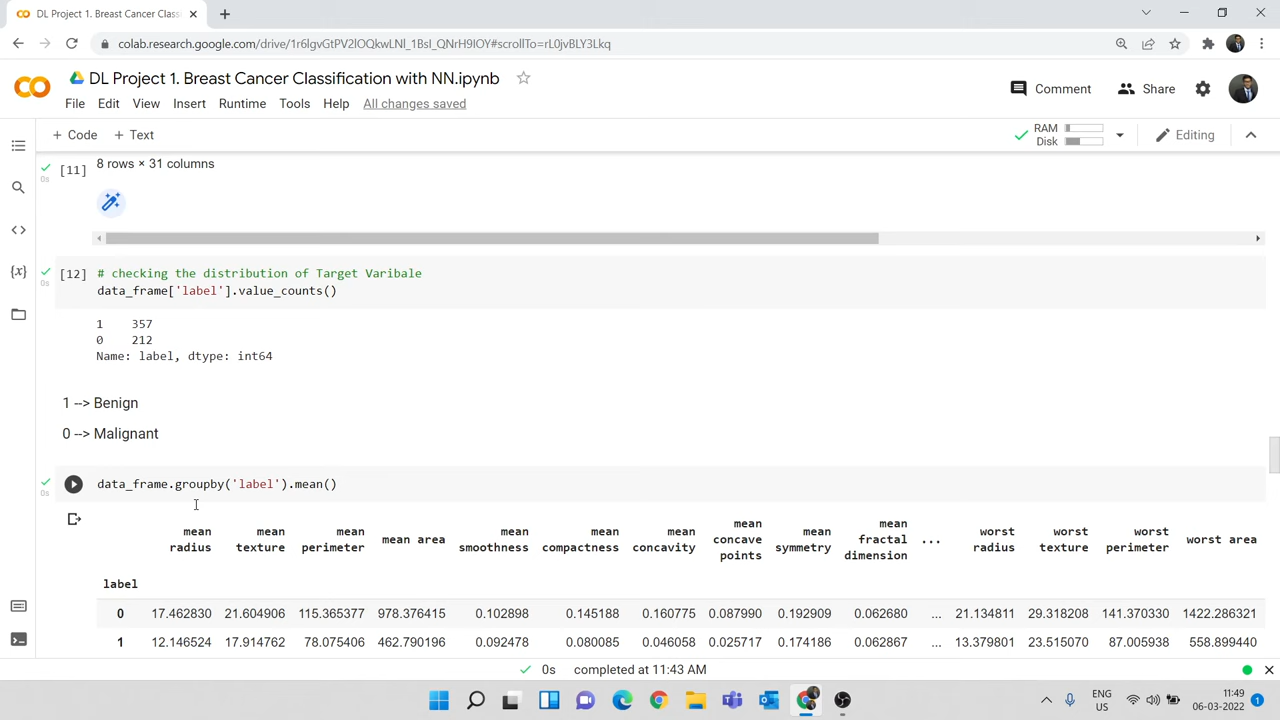 DL Project 1. Breast Cancer Class
colab.research.google.com/drive/1r6lgvGtPV2lOQkwLNl_1BsI_QNrH9IOY#scrollTo=rL0jvBLY3Lkq
DL Project 1. Breast Cancer Classification with NN.ipynb
Comment
Share
File Edit View Insert Runtime Tools Help All changes saved
+ Code + Text
RAM
Disk
Editing
[11]
0s
8 rows × 31 columns
[12]
0s
# checking the distribution of Target Varibale
data_frame['label'].value_counts()
1 357
0 212
Name: label, dtype: int64
1 --> Benign
0 --> Malignant
0s
data_frame.groupby('label').mean()
mean radius mean texture mean perimeter mean area mean smoothness mean compactness mean concavity mean concave points mean symmetry mean fractal dimension ... worst radius worst texture worst perimeter worst area
label
0 17.462830 21.604906 115.365377 978.376415 0.102898 0.145188 0.160775 0.087990 0.192909 0.062680 ... 21.134811 29.318208 141.370330 1422.286321
1 12.146524 17.914762 78.075406 462.790196 0.092478 0.080085 0.046058 0.025717 0.174186 0.062867 ... 13.379801 23.515070 87.005938 558.899440
0s completed at 11:43 AM
ENG
US
11:49
06-03-2022
1